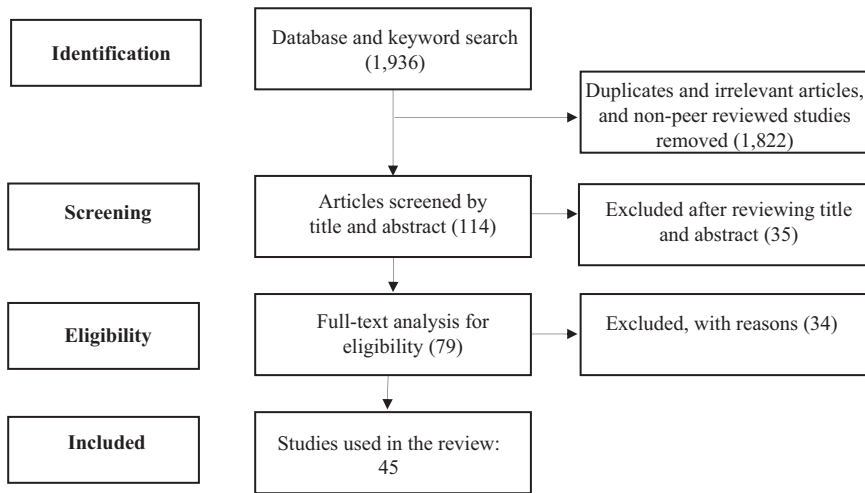 Identification
Database and keyword search
(1,936)
Duplicates and irrelevant articles,
and non-peer reviewed studies
removed (1,822)
Screening
Articles screened by
title and abstract (114)
Excluded after reviewing title
and abstract (35)
Eligibility
Full-text analysis for
eligibility (79)
Excluded, with reasons (34)
Included
Studies used in the review:
45